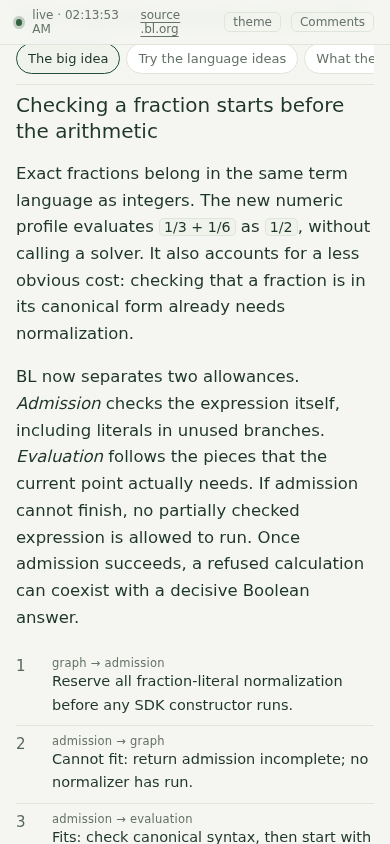 live · 02:13:53 AM
source .bl.org
theme
Comments
The big idea
Try the language ideas
What the
Checking a fraction starts before
the arithmetic
Exact fractions belong in the same term
language as integers. The new numeric
profile evaluates 1/3 + 1/6 as 1/2, without
calling a solver. It also accounts for a less
obvious cost: checking that a fraction is in
its canonical form already needs
normalization.
BL now separates two allowances.
Admission checks the expression itself,
including literals in unused branches.
Evaluation follows the pieces that the
current point actually needs. If admission
cannot finish, no partially checked
expression is allowed to run. Once
admission succeeds, a refused calculation
can coexist with a decisive Boolean
answer.
1
graph → admission
Reserve all fraction-literal normalization
before any SDK constructor runs.
2
admission → graph
Cannot fit: return admission incomplete; no
normalizer has run.
3
admission → evaluation
Fits: check canonical syntax, then start with